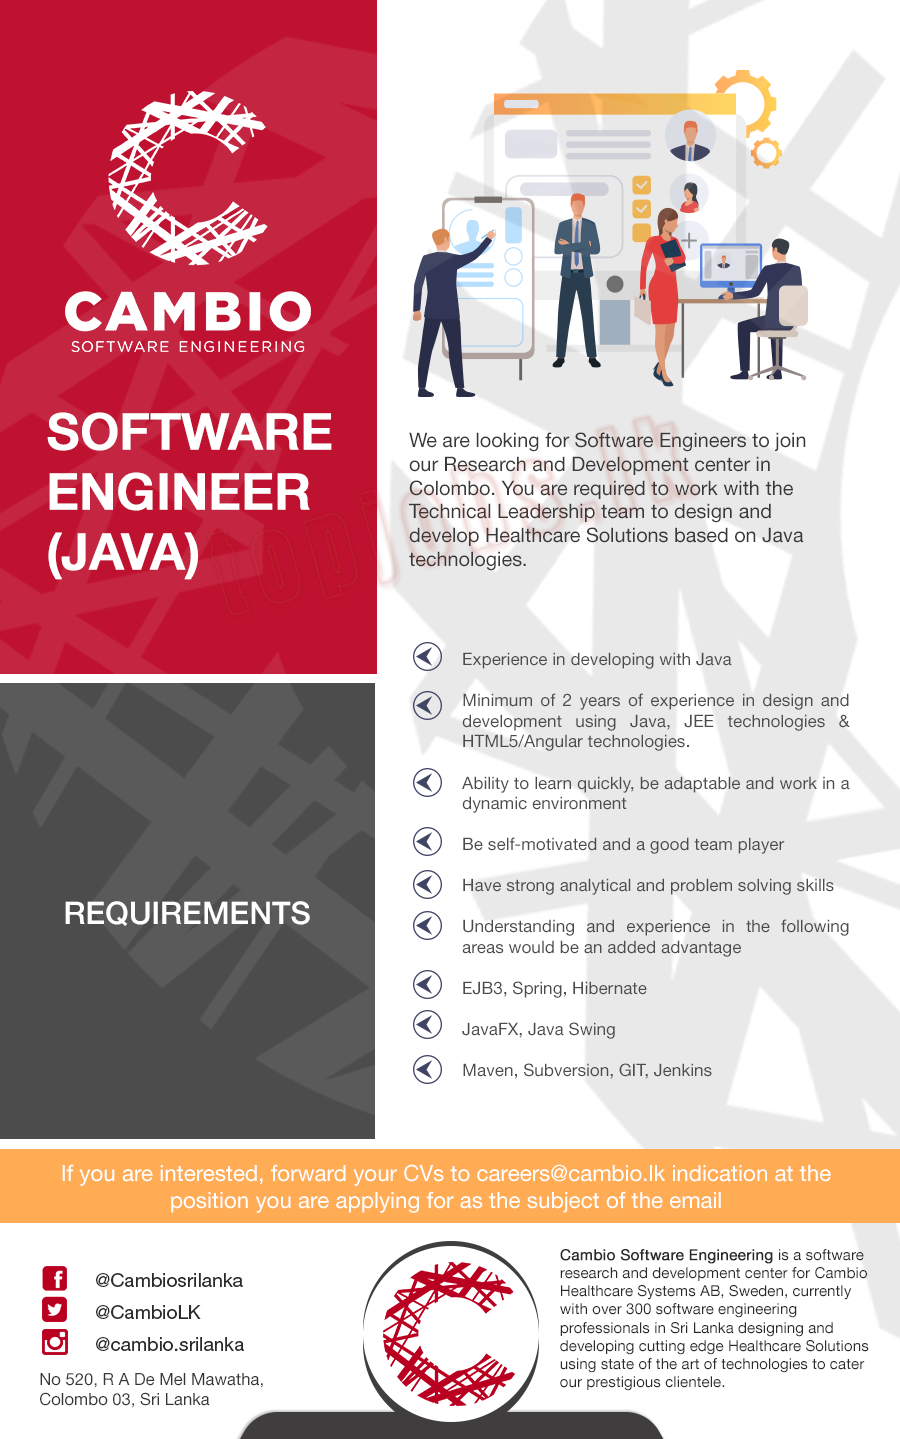 CAMBIO
SOFTWARE ENGINEERING
SOFTWARE
ENGINEER
(JAVA)
topjobs.lk
We are looking for Software Engineers to join
our Research and Development center in
Colombo. You are required to work with the
Technical Leadership team to design and
develop Healthcare Solutions based on Java
technologies.
REQUIREMENTS
Experience in developing with Java
Minimum of 2 years of experience in design and
development using Java, JEE technologies &
HTML5/Angular technologies.
Ability to learn quickly, be adaptable and work in a
dynamic environment
Be self-motivated and a good team player
Have strong analytical and problem solving skills
Understanding and experience in the following
areas would be an added advantage
EJB3, Spring, Hibernate
JavaFX, Java Swing
Maven, Subversion, GIT, Jenkins
If you are interested, forward your CVs to careers@cambio.lk indication at the
position you are applying for as the subject of the email
@Cambiosrilanka
@CambioLK
@cambio.srilanka
No 520, R A De Mel Mawatha,
Colombo 03, Sri Lanka
Cambio Software Engineering is a software
research and development center for Cambio
Healthcare Systems AB, Sweden, currently
with over 300 software engineering
professionals in Sri Lanka designing and
developing cutting edge Healthcare Solutions
using state of the art of technologies to cater
our prestigious clientele.